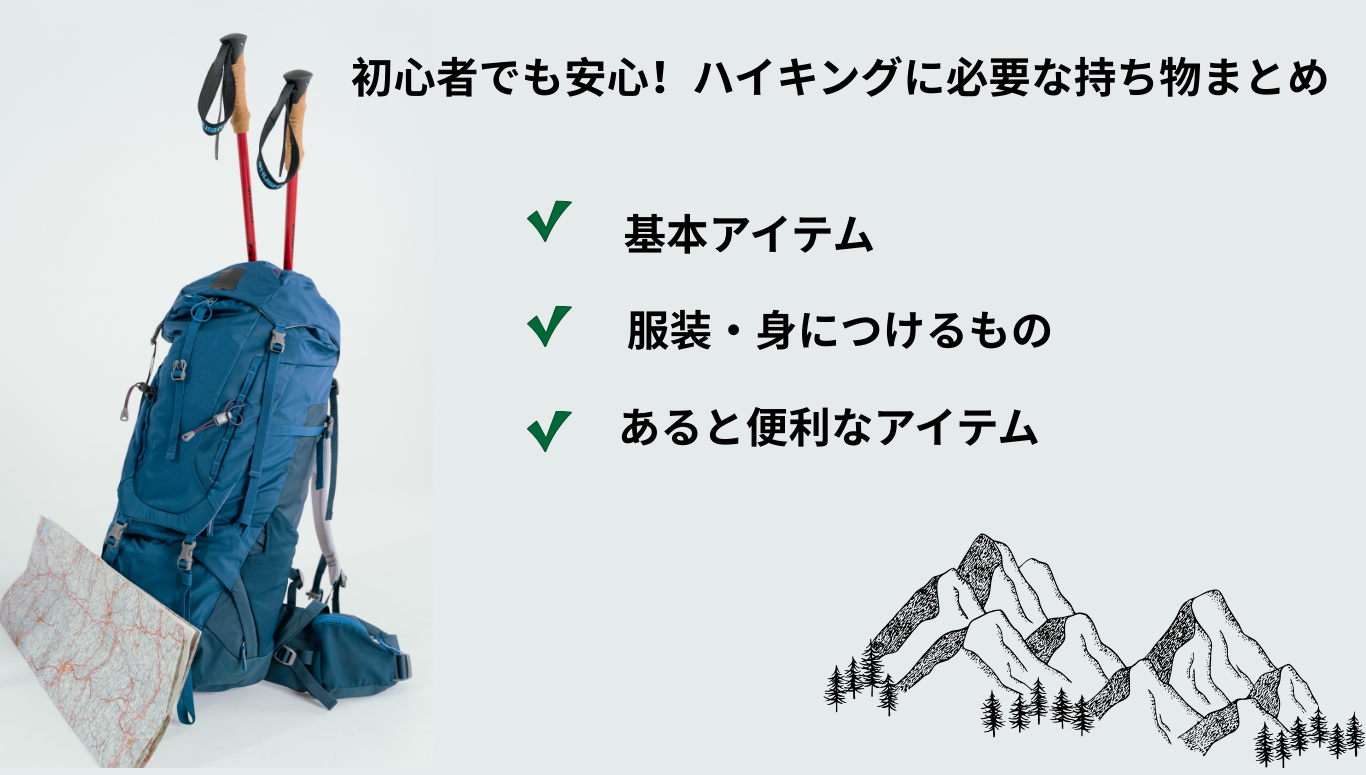 初心者でも安心！ハイキングに必要な持ち物まとめ
基本アイテム
服装・身につけるもの
あると便利なアイテム